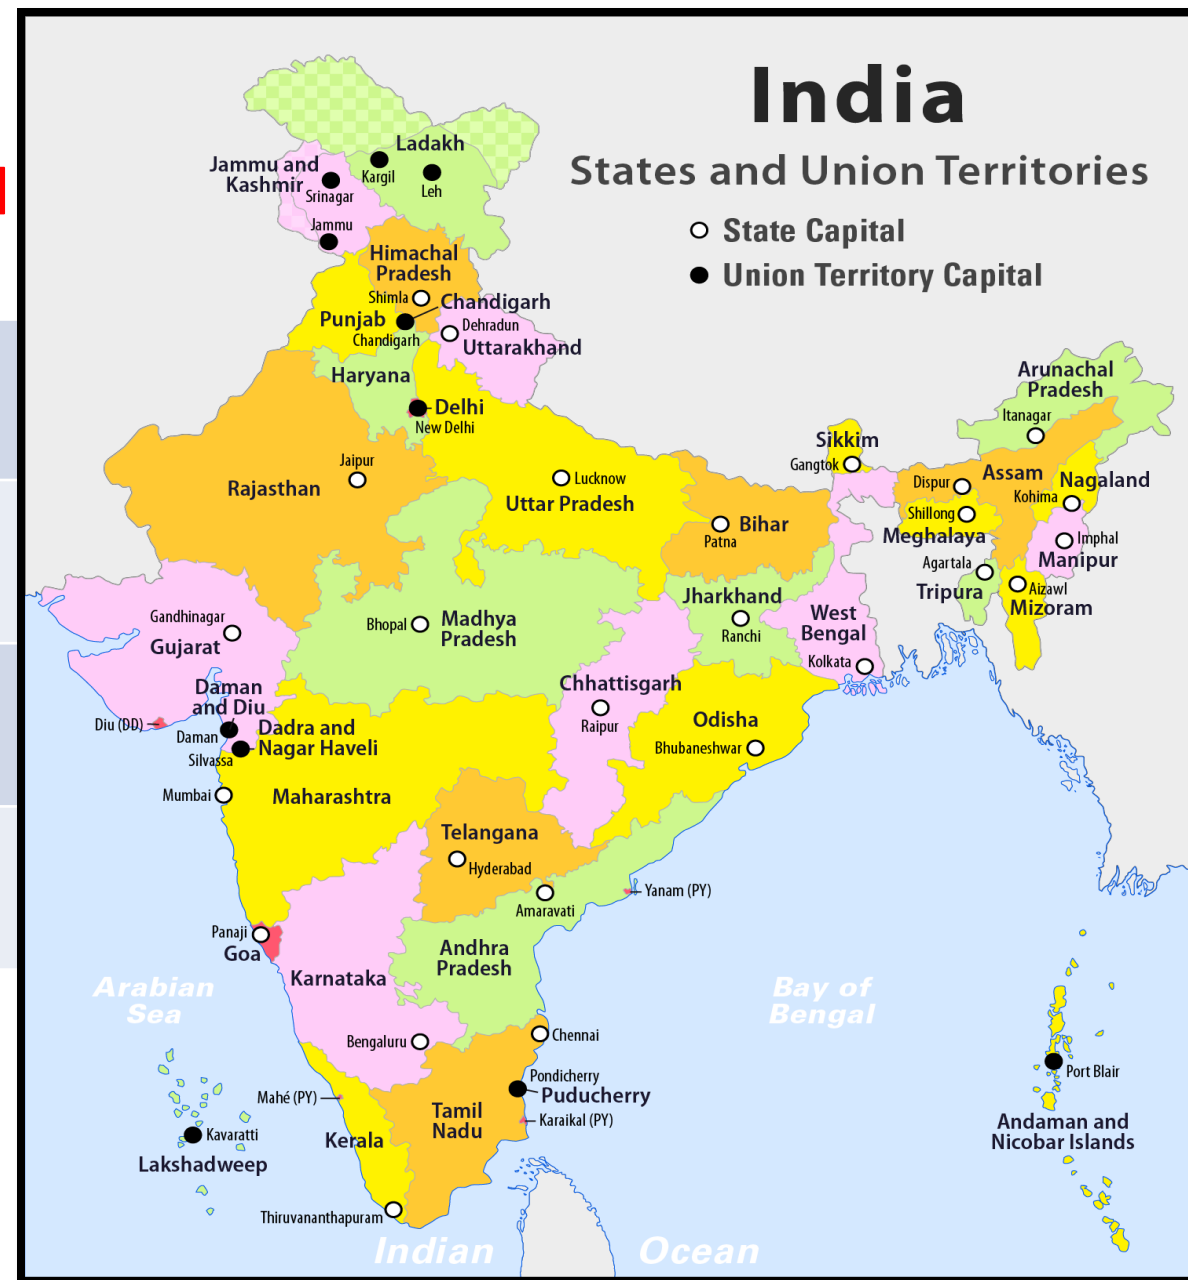 India
States and Union Territories
State Capital
Union Territory Capital
Ladakh
Kargil
Leh
Jammu and
Kashmir
Srinagar
Jammu
Himachal
Pradesh
Shimla
Chandigarh
Punjab
Chandigarh
Dehradun
Uttarakhand
Haryana
Delhi
New Delhi
Arunachal
Pradesh
Itanagar
Sikkim
Gangtok
Jaipur
Rajasthan
Lucknow
Uttar Pradesh
Bihar
Patna
Dispur
Assam
Nagaland
Kohima
Shillong
Meghalaya
Imphal
Manipur
Agartala
Tripura
Aizawl
Mizoram
Gandhinagar
Gujarat
Bhopal
Madhya
Pradesh
Jharkhand
Ranchi
West
Bengal
Kolkata
Daman
and Diu
Diu (DD)
Daman
Dadra and
Nagar Haveli
Silvassa
Chhattisgarh
Raipur
Odisha
Bhubaneshwar
Mumbai
Maharashtra
Telangana
Hyderabad
Amaravati
Yanam (PY)
Panaji
Goa
Karnataka
Andhra
Pradesh
Arabian
Sea
Bay of
Bengal
Bengaluru
Chennai
Pondicherry
Puducherry
Mahé (PY)
Karaikal (PY)
Tamil
Nadu
Kerala
Kavaratti
Lakshadweep
Port Blair
Andaman and
Nicobar Islands
Thiruvananthapuram
Indian Ocean